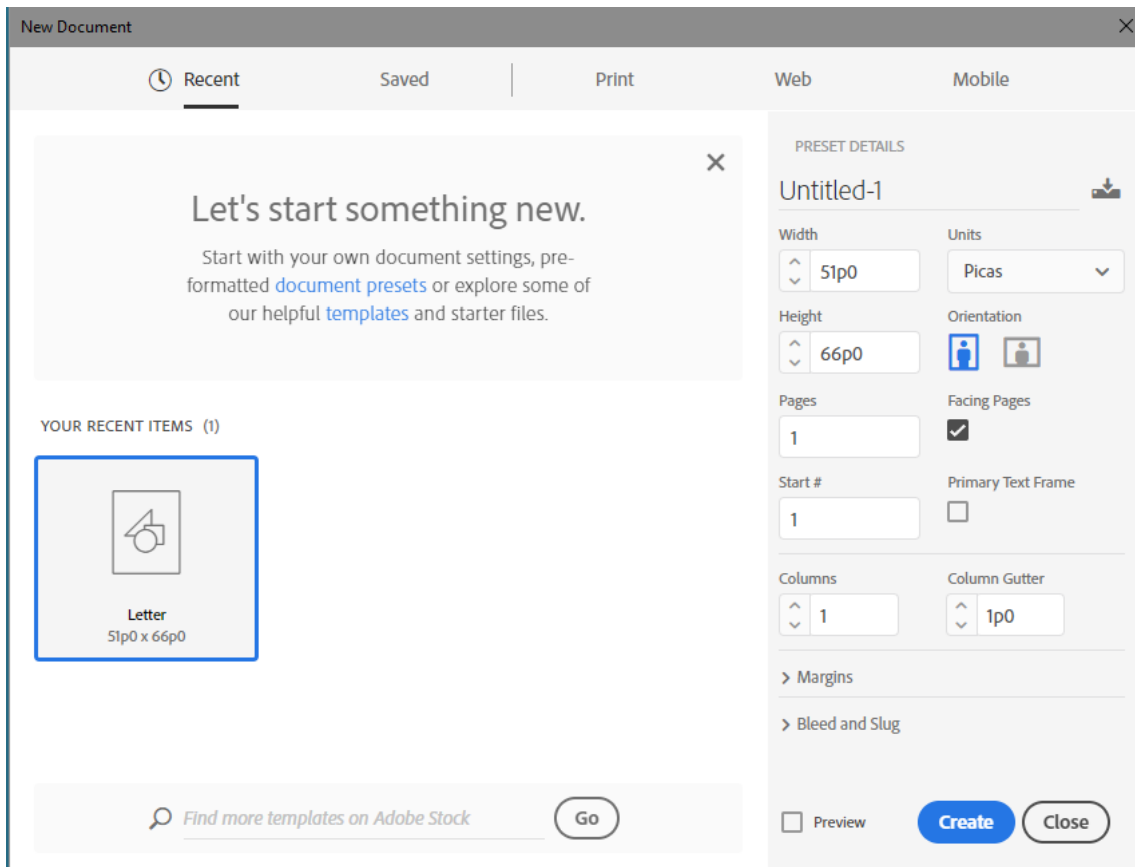 New Document
Recent
Saved
Print
Web
Mobile
Let's start something new.
Start with your own document settings, pre-
formatted document presets or explore some of
our helpful templates and starter files.
YOUR RECENT ITEMS (1)
Letter
51p0 x 66p0
Find more templates on Adobe Stock
Go
PRESET DETAILS
Untitled-1
Width
Units
51p0
Picas
Height
Orientation
66p0
Pages
Facing Pages
1
Start #
Primary Text Frame
1
Columns
Column Gutter
1
1p0
Margins
Bleed and Slug
Preview
Create
Close